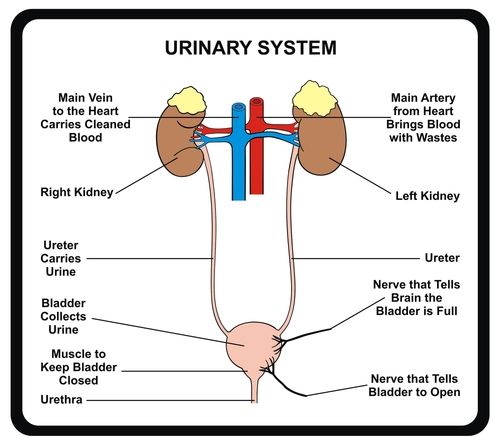 URINARY SYSTEM
Main Vein
to the Heart
Carries Cleaned
Blood
Main Artery
from Heart
Brings Blood
with Wastes
Right Kidney
Left Kidney
Ureter
Carries
Urine
Ureter
Bladder
Collects
Urine
Nerve that Tells
Brain the
Bladder is Full
Muscle to
Keep Bladder
Closed
Nerve that Tells
Bladder to Open
Urethra